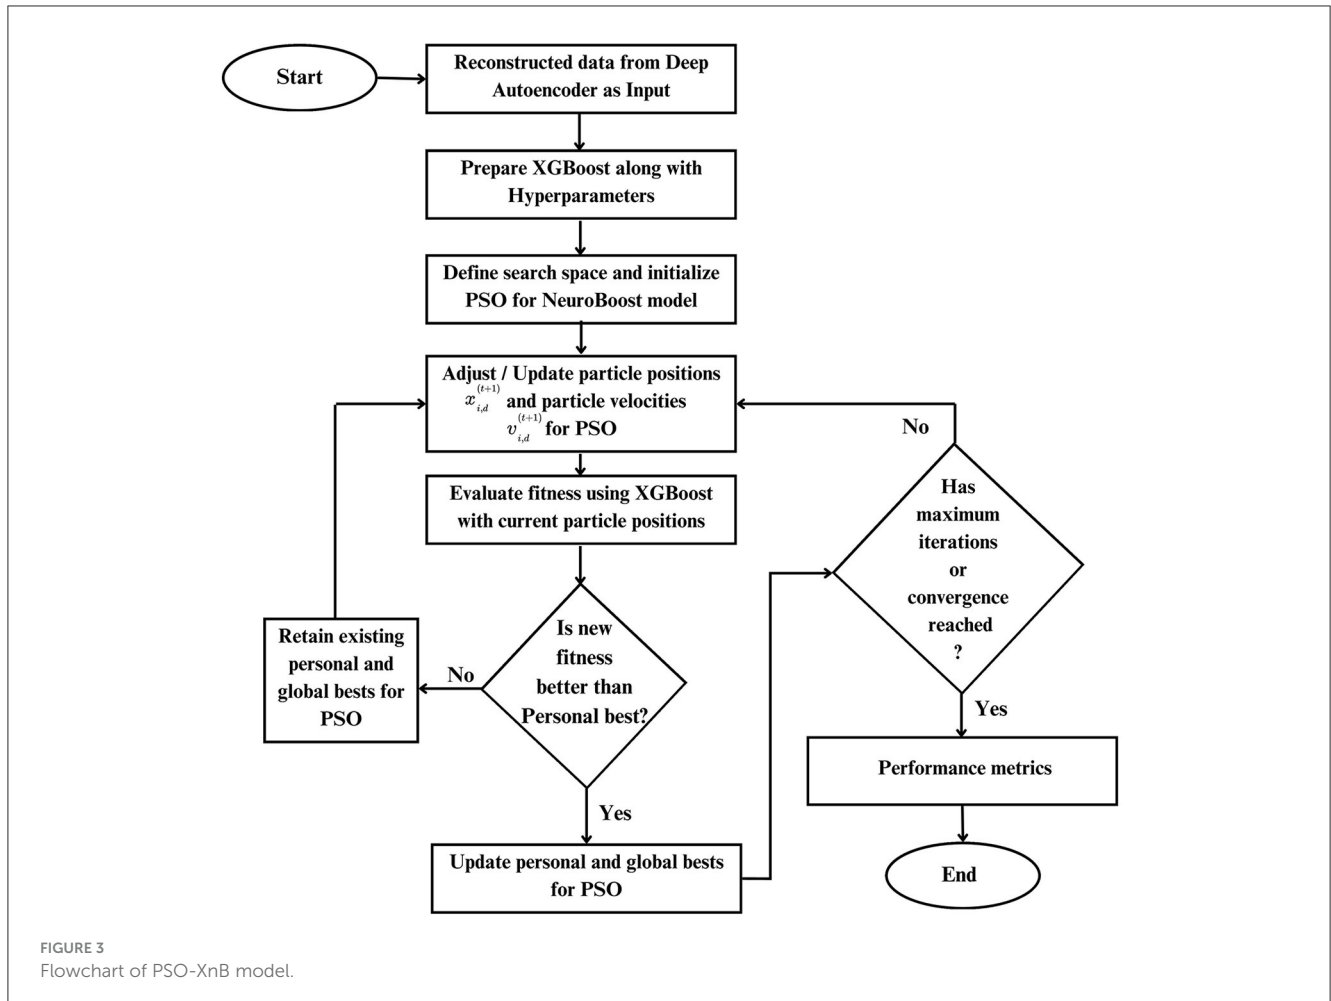 Start
Reconstructed data from Deep
Autoencoder as Input
Prepare XGBoost along with
Hyperparameters
Define search space and initialize
PSO for NeuroBoost model
Adjust / Update particle positions
x_{i,d}^{(t+1)} and particle velocities
v_{i,d}^{(t+1)} for PSO
Evaluate fitness using XGBoost
with current particle positions
Is new
fitness
better than
Personal best?
No
Retain existing
personal and
global bests for
PSO
Yes
Update personal and global bests
for PSO
Has
maximum
iterations
or
convergence
reached
?
No
Yes
Performance metrics
End
FIGURE 3
Flowchart of PSO-XnB model.